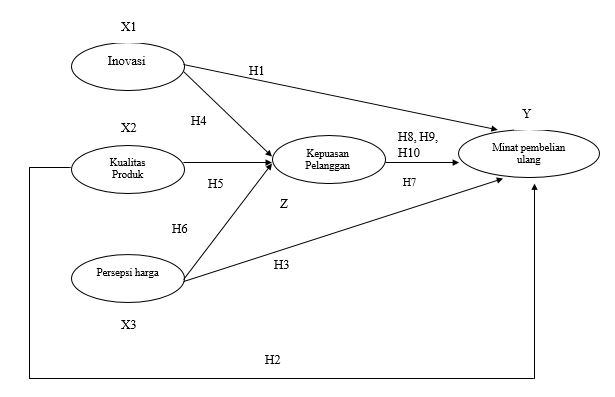 X1
Inovasi
H1
H4
X2
Y
H8, H9,
H10
Kualitas
Produk
Kepuasan
Pelanggan
Minat pembelian
ulang
H5
H7
Z
H6
Persepsi harga
H3
X3
H2